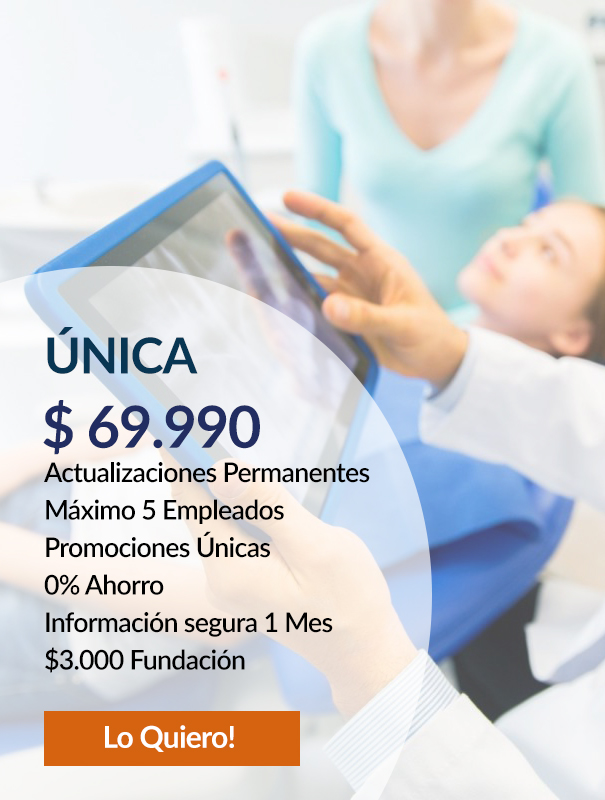 ÚNICA
$ 69.990
Actualizaciones Permanentes
Máximo 5 Empleados
Promociones Únicas
0% Ahorro
Información segura 1 Mes
$3.000 Fundación
Lo Quiero!